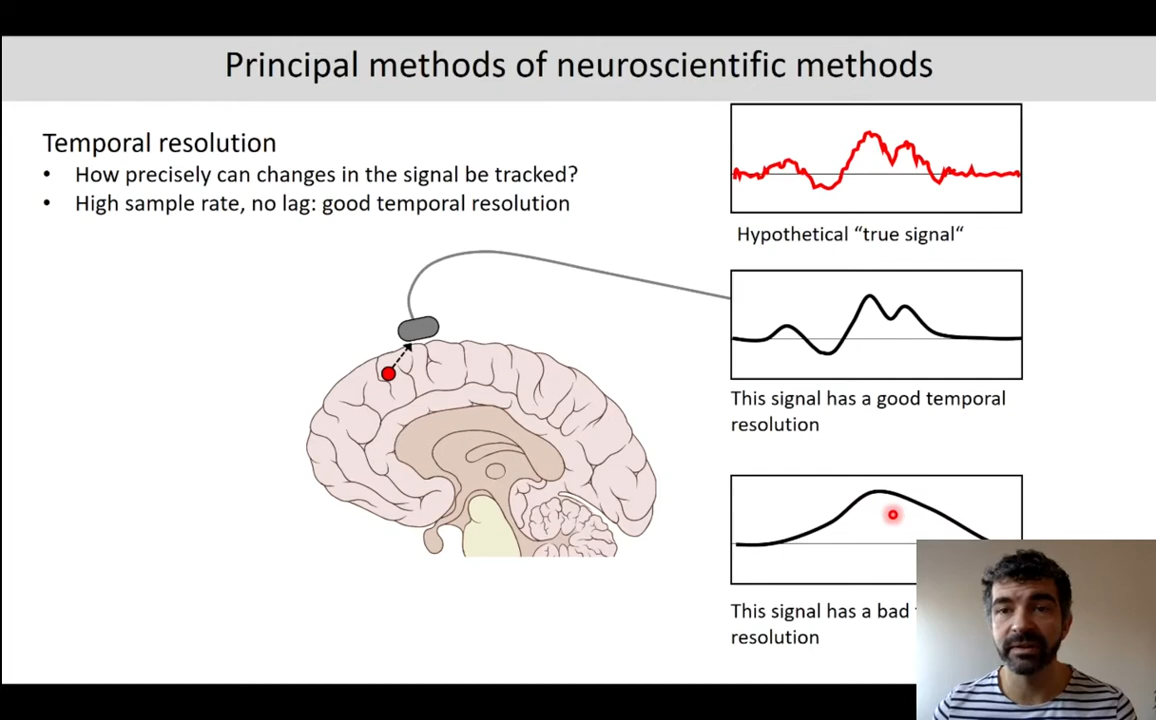 Principal methods of neuroscientific methods
Temporal resolution
• How precisely can changes in the signal be tracked?
• High sample rate, no lag: good temporal resolution
Hypothetical “true signal“
This signal has a good temporal
resolution
This signal has a bad
resolution